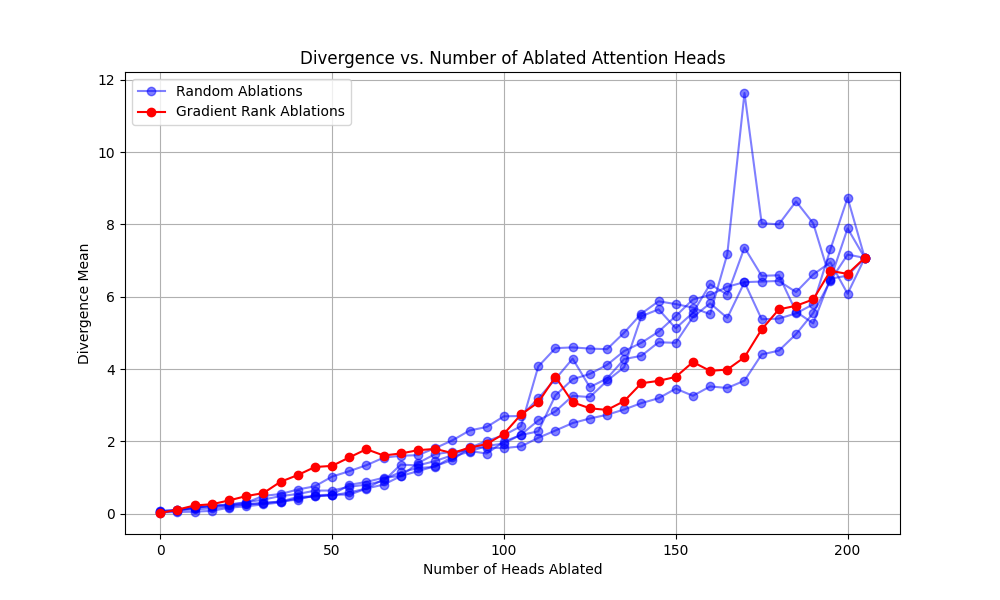 Divergence vs. Number of Ablated Attention Heads
Random Ablations
Gradient Rank Ablations
12
10
8
6
4
2
0
Divergence Mean
0 50 100 150 200
Number of Heads Ablated